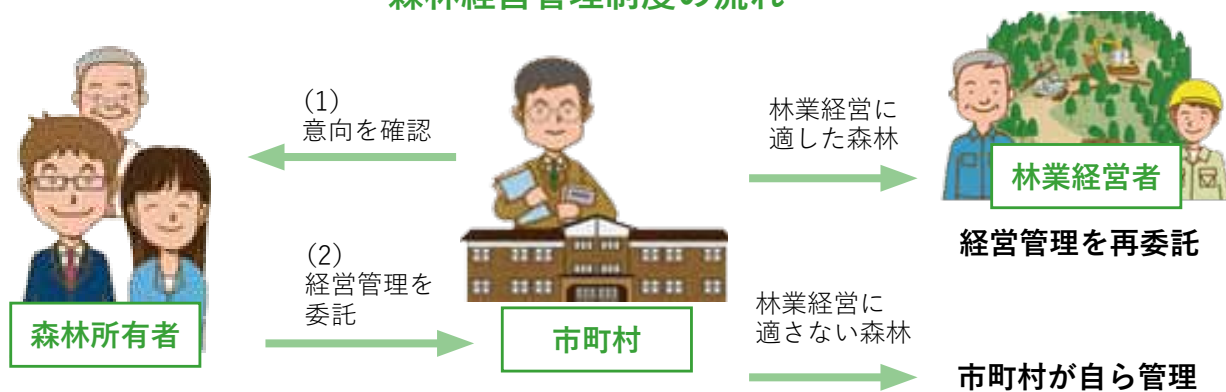 森林経営管理制度の流れ
(1)
意向を確認
林業経営に
適した森林
林業経営者
経営管理を再委託
(2)
経営管理を
委託
森林所有者
市町村
林業経営に
適さない森林
市町村が自ら管理